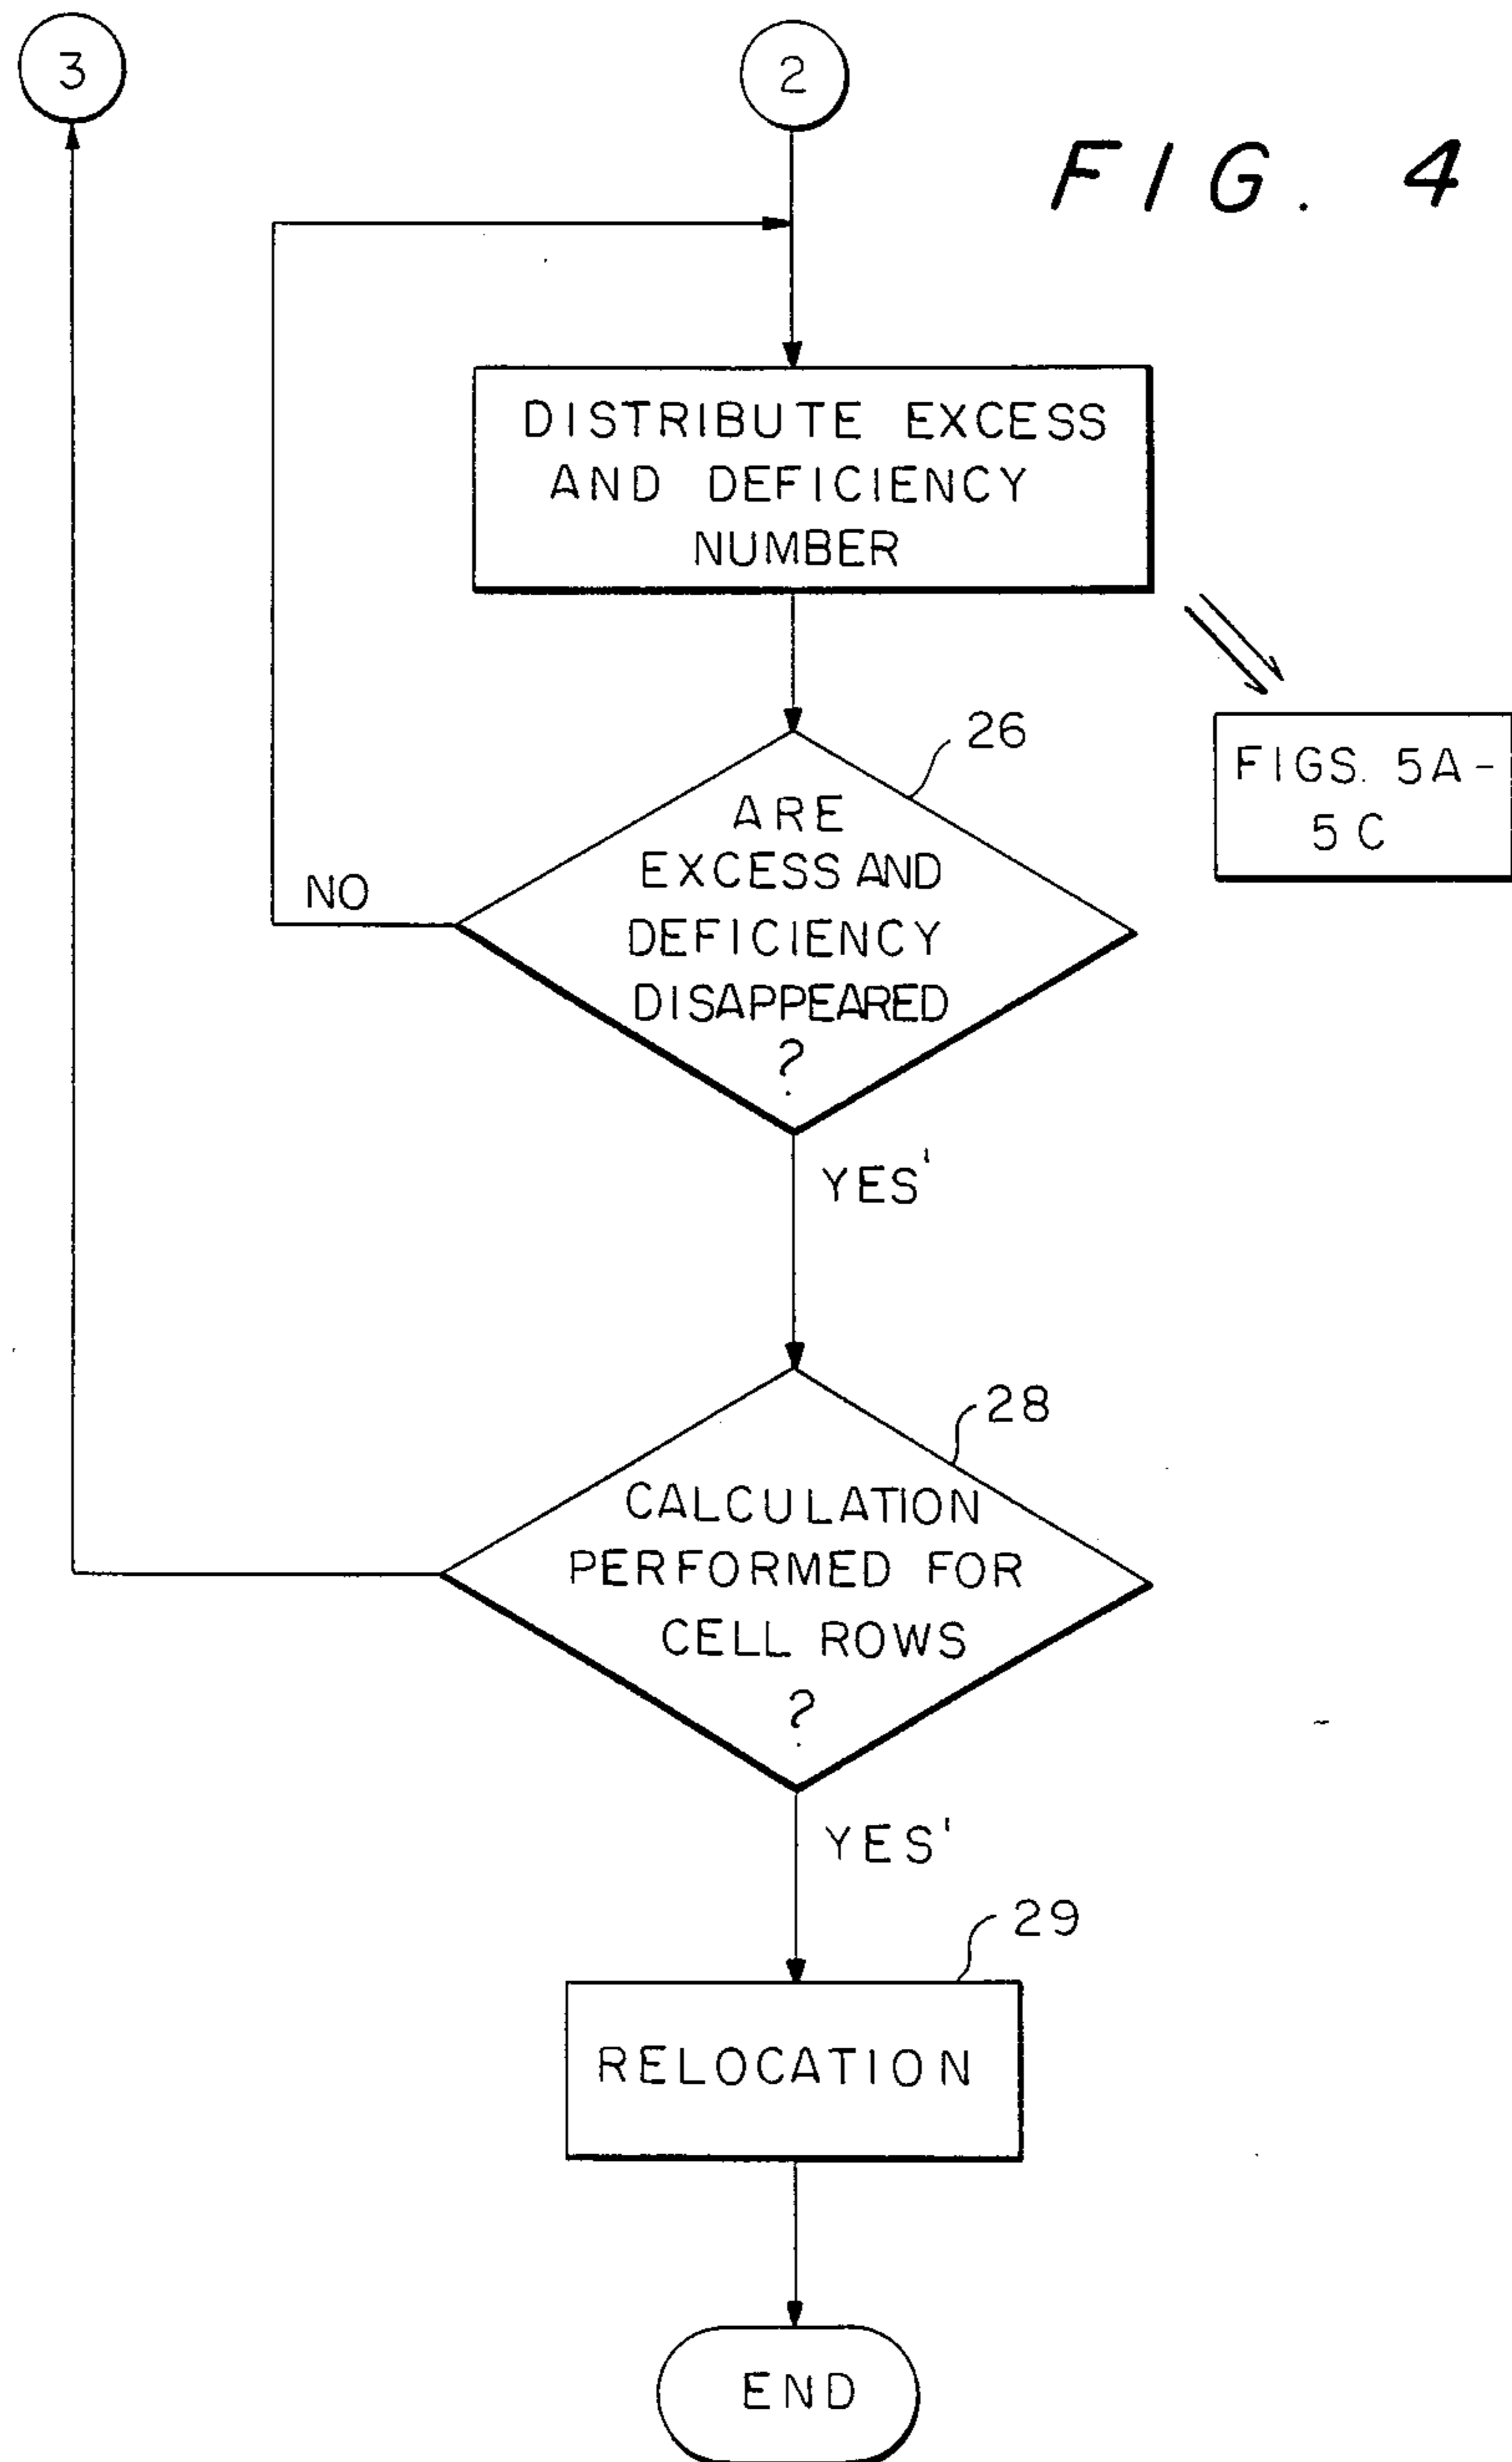 3
2
FIG. 4
DISTRIBUTE EXCESS
AND DEFICIENCY
NUMBER
FIGS. 5A-
5C
26
ARE
EXCESS AND
DEFICIENCY
DISAPPEARED
?
NO
YES'
28
CALCULATION
PERFORMED FOR
CELL ROWS
?
YES'
29
RELOCATION
END